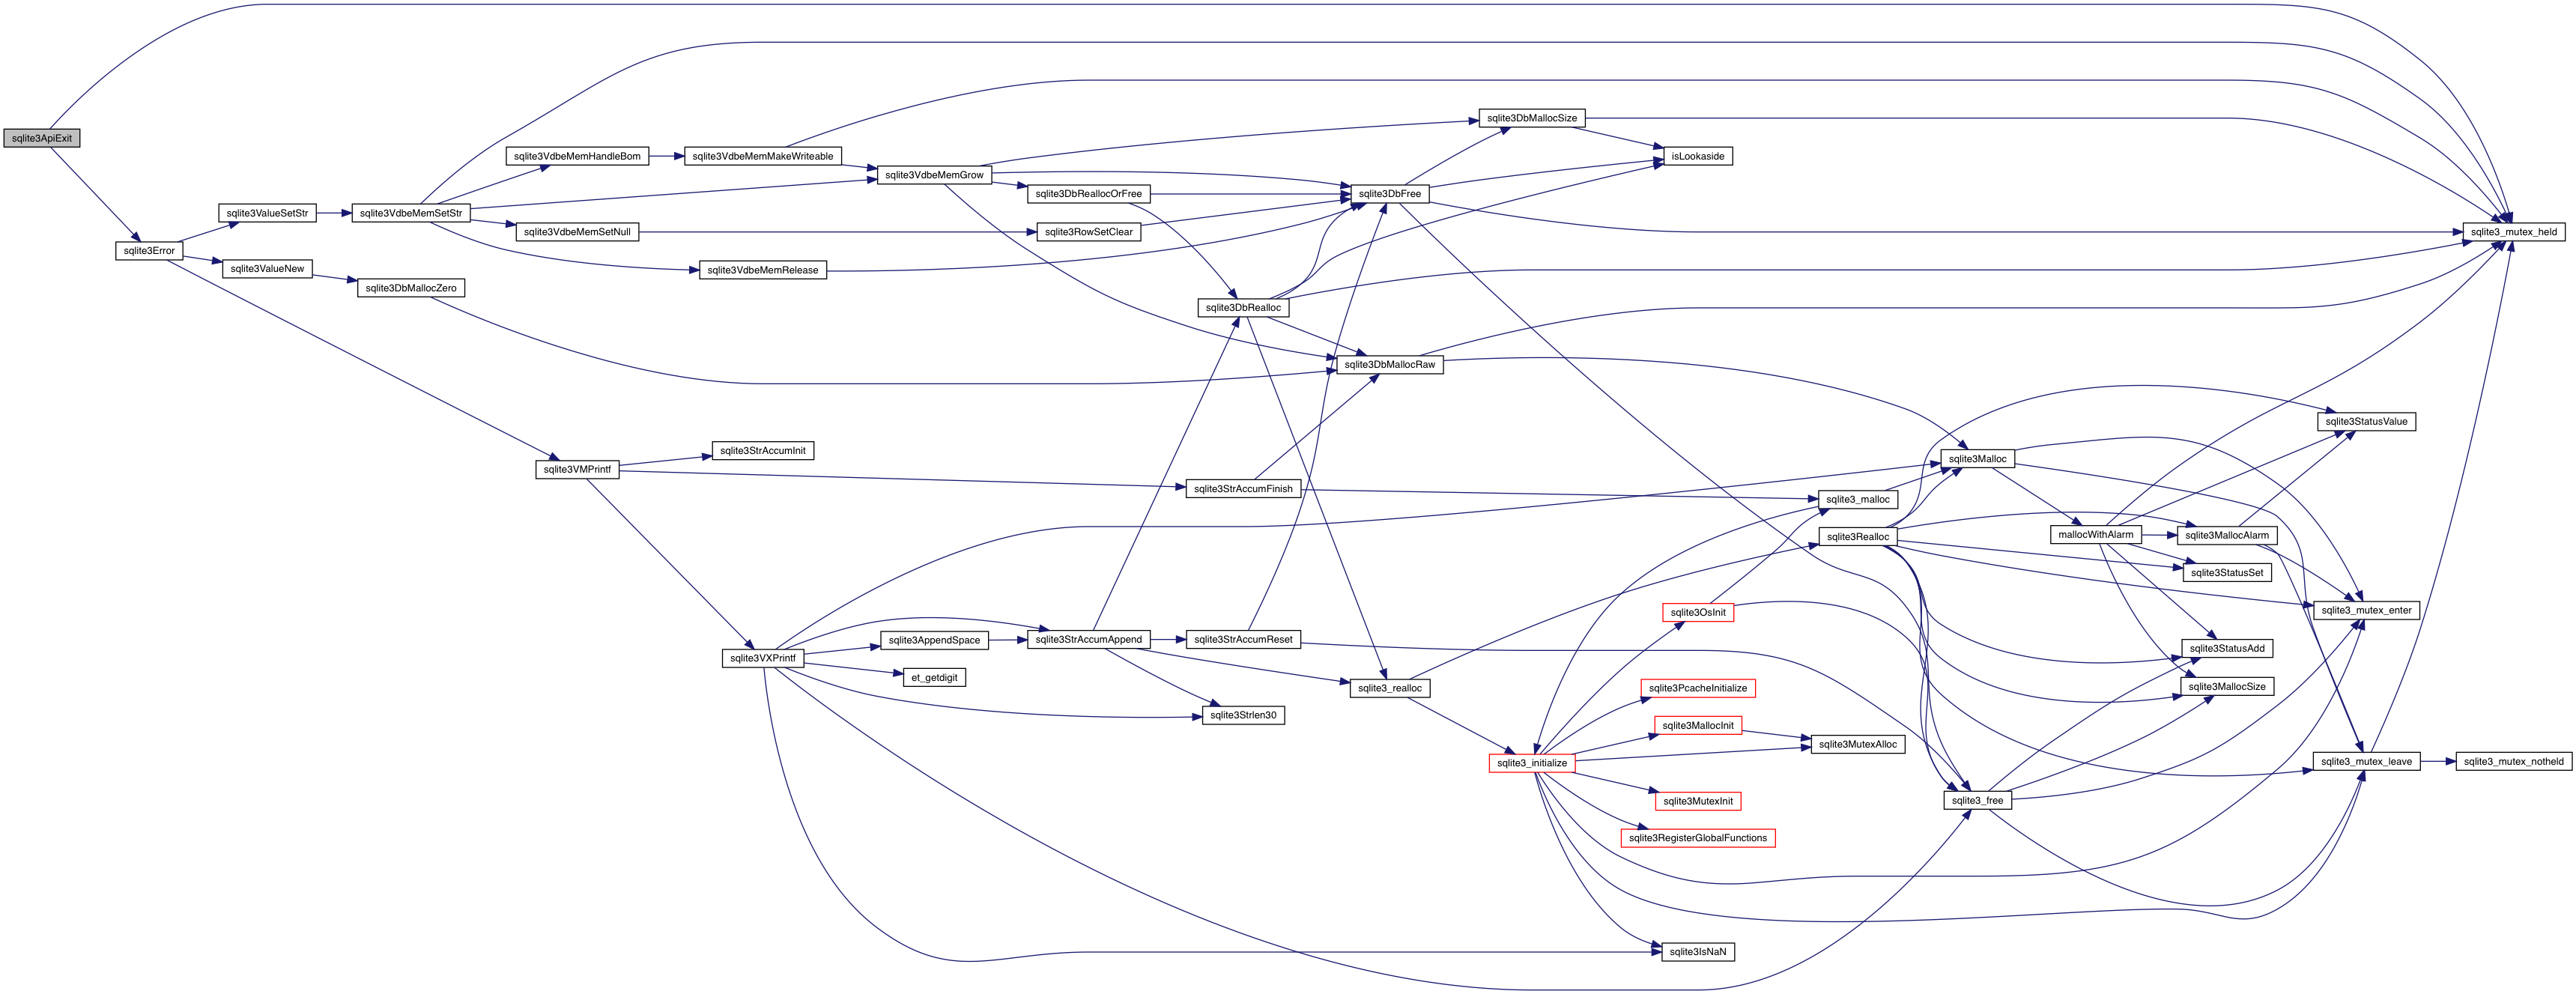 sqlite3ApiExit
sqlite3Error
sqlite3ValueSetStr
sqlite3ValueNew
sqlite3VdbeMemSetStr
sqlite3DbMallocZero
sqlite3VdbeMemHandleBom
sqlite3VdbeMemSetNull
sqlite3VMPrintf
sqlite3VdbeMemMakeWriteable
sqlite3VdbeMemRelease
sqlite3StrAccumInit
sqlite3VXPrintf
sqlite3VdbeMemGrow
sqlite3AppendSpace
et_getdigit
sqlite3DbReallocOrFree
sqlite3RowSetClear
sqlite3StrAccumAppend
sqlite3DbRealloc
sqlite3StrAccumFinish
sqlite3StrAccumReset
sqlite3Strlen30
sqlite3DbFree
sqlite3DbMallocRaw
sqlite3_realloc
sqlite3DbMallocSize
sqlite3_initialize
isLookaside
sqlite3OsInit
sqlite3PcacheInitialize
sqlite3MallocInit
sqlite3MutexInit
sqlite3RegisterGlobalFunctions
sqlite3IsNaN
sqlite3_malloc
sqlite3Realloc
sqlite3MutexAlloc
sqlite3Malloc
sqlite3_free
mallocWithAlarm
sqlite3MallocAlarm
sqlite3StatusSet
sqlite3StatusAdd
sqlite3MallocSize
sqlite3StatusValue
sqlite3_mutex_enter
sqlite3_mutex_leave
sqlite3_mutex_held
sqlite3_mutex_notheld